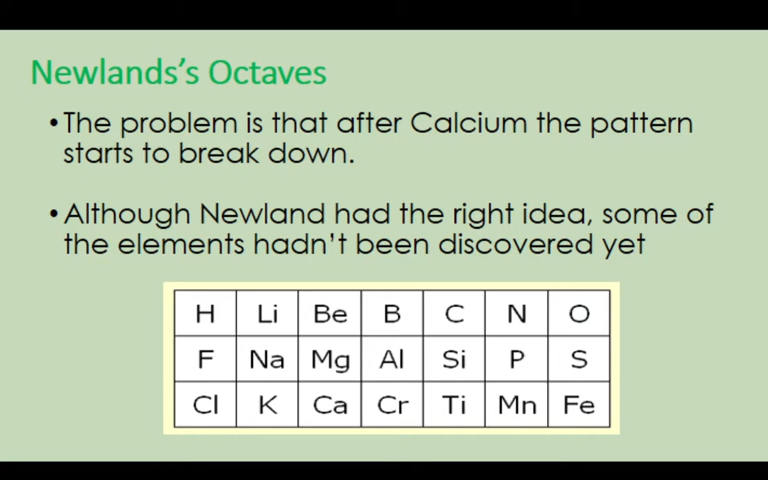 Newlands's Octaves
•The problem is that after Calcium the pattern
starts to break down.
•Although Newland had the right idea, some of
the elements hadn't been discovered yet
H Li Be B C N O
F Na Mg Al Si P S
Cl K Ca Cr Ti Mn Fe